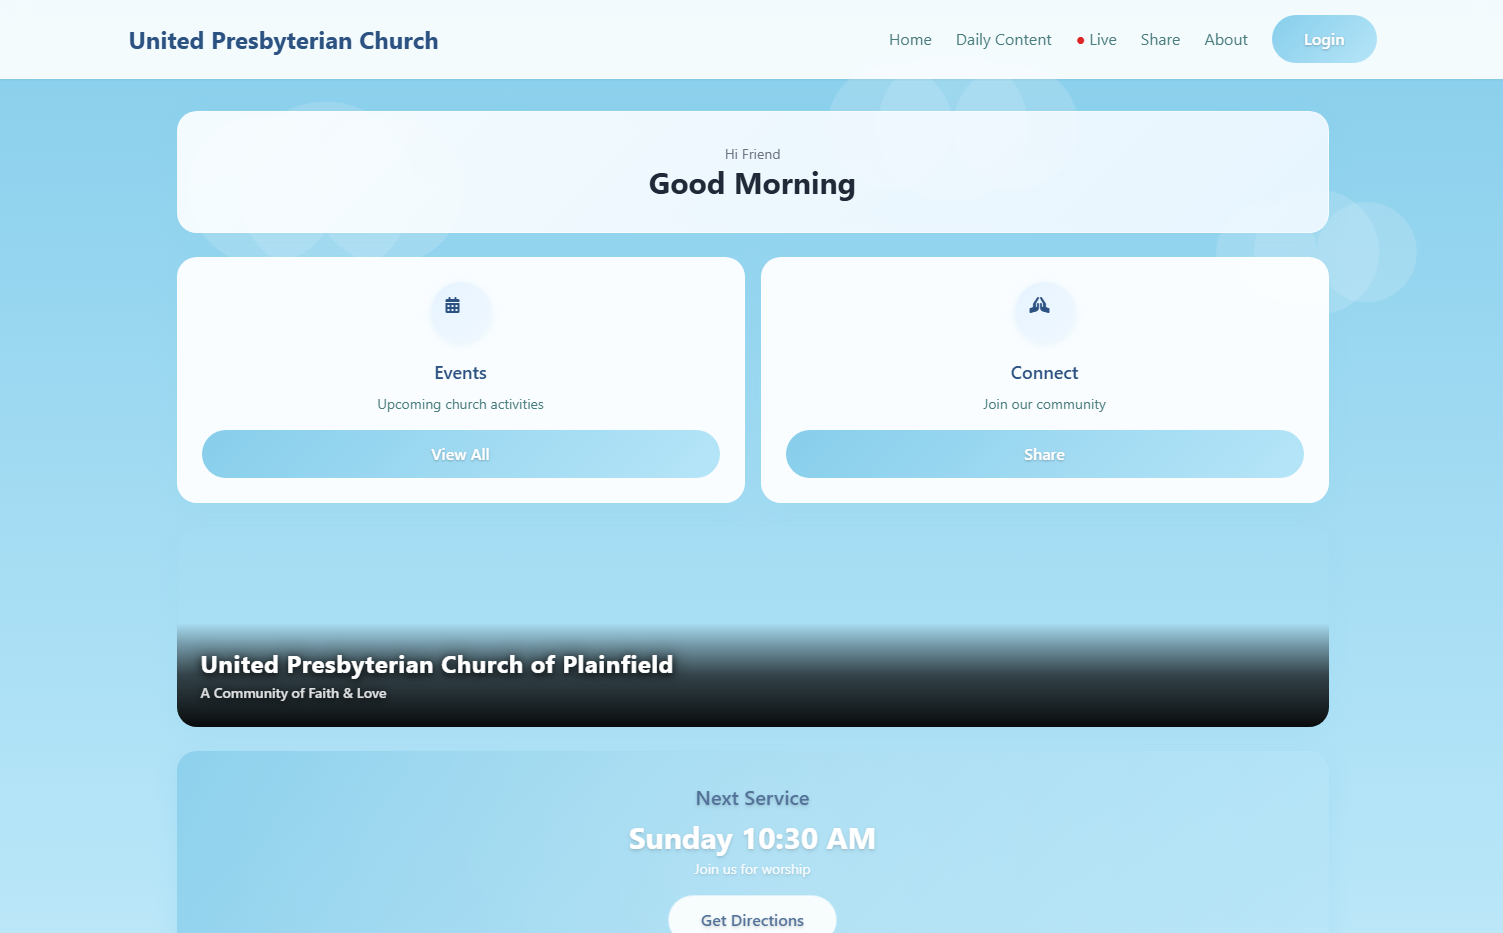 United Presbyterian Church
Home Daily Content Live Share About Login
Hi Friend
Good Morning
Events
Upcoming church activities
View All
Connect
Join our community
Share
United Presbyterian Church of Plainfield
A Community of Faith & Love
Next Service
Sunday 10:30 AM
Join us for worship
Get Directions